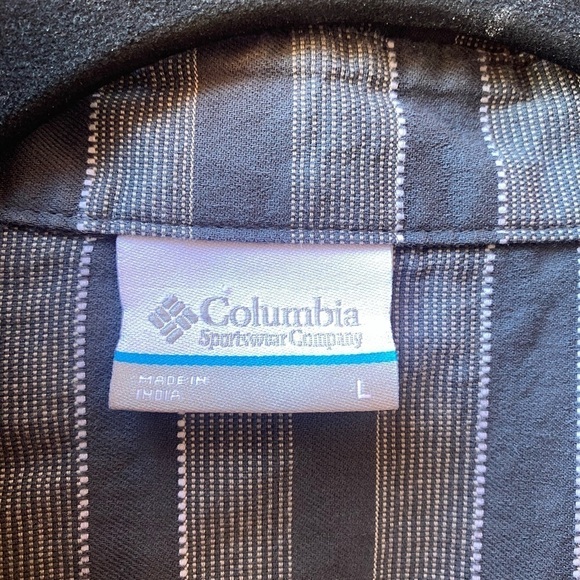 Columbia
Sportswear Company
MADE IN
INDIA
L